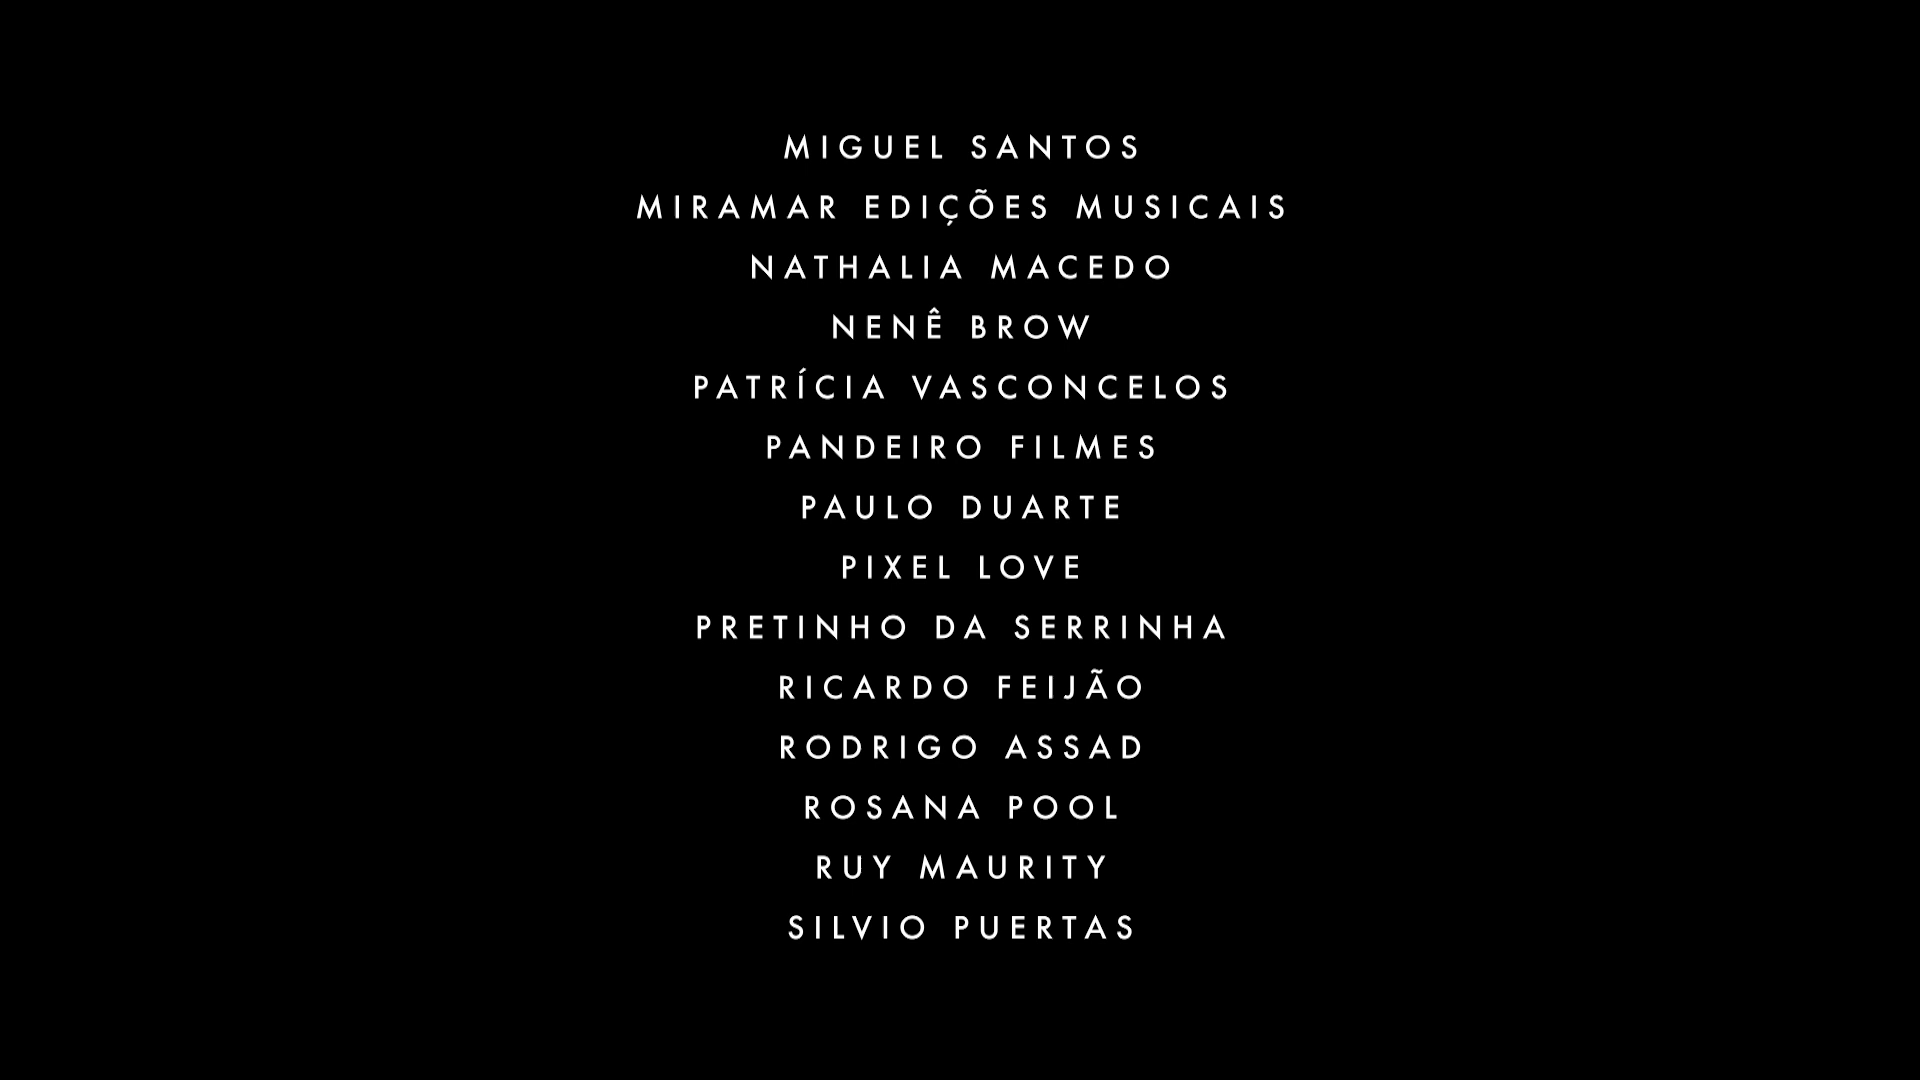 MIGUEL SANTOS
MIRAMAR EDIÇÕES MUSICAIS
NATHALIA MACEDO
NENÊ BROW
PATRÍCIA VASCONCELOS
PANDEIRO FILMES
PAULO DUARTE
PIXEL LOVE
PRETINHO DA SERRINHA
RICARDO FEIJÃO
RODRIGO ASSAD
ROSANA POOL
RUY MAURITY
SILVIO PUERTAS